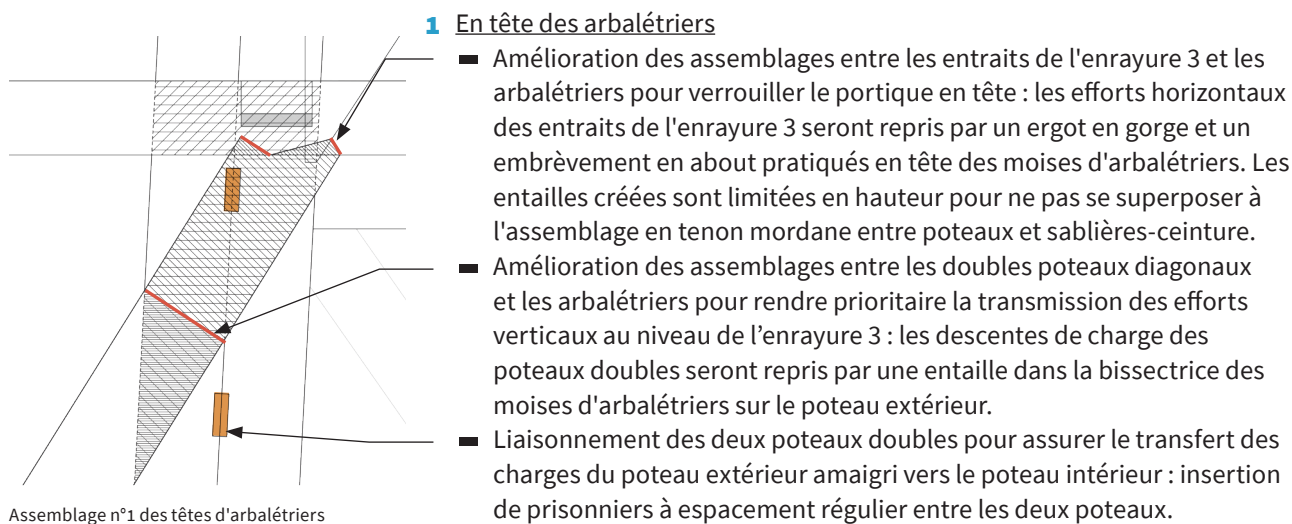 1 En tête des arbalétriers
Amélioration des assemblages entre les entraits de l'enrayure 3 et les
arbalétriers pour verrouiller le portique en tête : les efforts horizontaux
des entraits de l'enrayure 3 seront repris par un ergot en gorge et un
embrèvement en about pratiqués en tête des moises d'arbalétriers. Les
entailles créées sont limitées en hauteur pour ne pas se superposer à
l'assemblage en tenon mordane entre poteaux et sablières-ceinture.
Amélioration des assemblages entre les doubles poteaux diagonaux
et les arbalétriers pour rendre prioritaire la transmission des efforts
verticaux au niveau de l’enrayure 3 : les descentes de charge des
poteaux doubles seront repris par une entaille dans la bissectrice des
moises d'arbalétriers sur le poteau extérieur.
Liaisonnement des deux poteaux doubles pour assurer le transfert des
charges du poteau extérieur amaigri vers le poteau intérieur : insertion
de prisonniers à espacement régulier entre les deux poteaux.
Assemblage n°1 des têtes d'arbalétriers